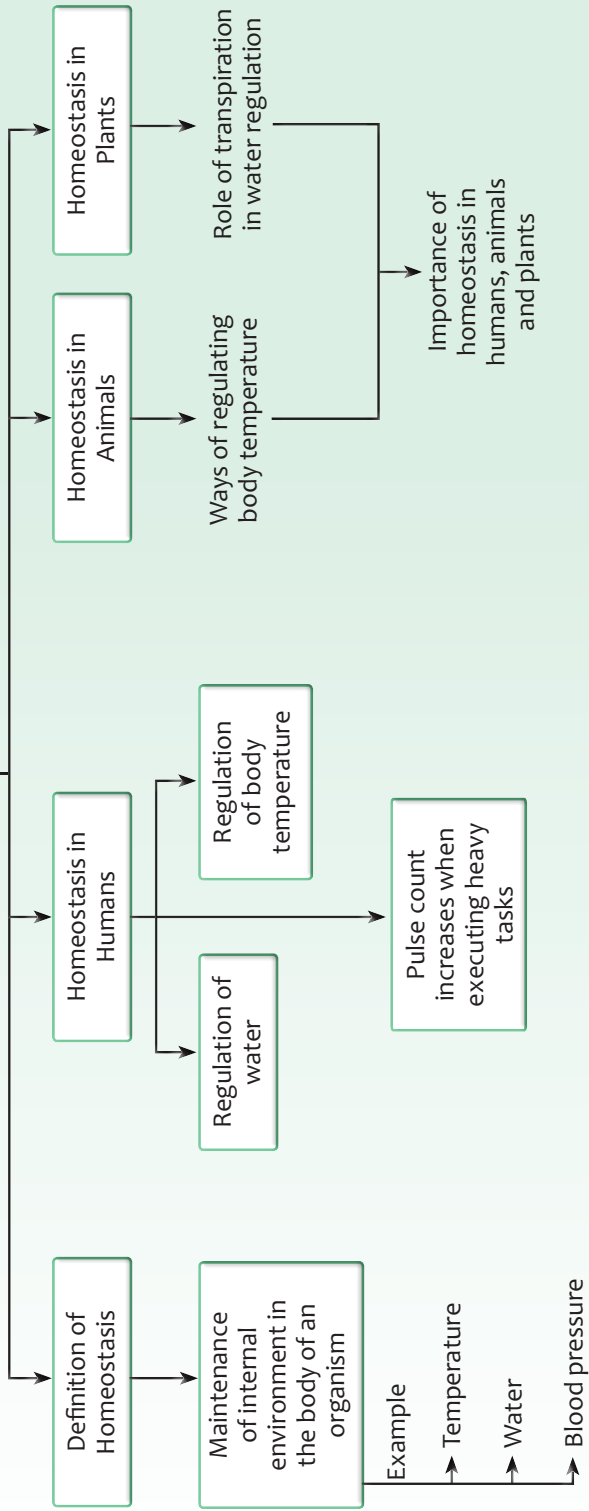 Definition of
Homeostasis
Maintenance
of internal
environment in
the body of an
organism
Example
Temperature
Water
Blood pressure
Homeostasis in
Humans
Regulation of
water
Regulation
of body
temperature
Pulse count
increases when
executing heavy
tasks
Homeostasis in
Animals
Ways of regulating
body temperature
Homeostasis in
Plants
Role of transpiration
in water regulation
Importance of
homeostasis in
humans, animals
and plants